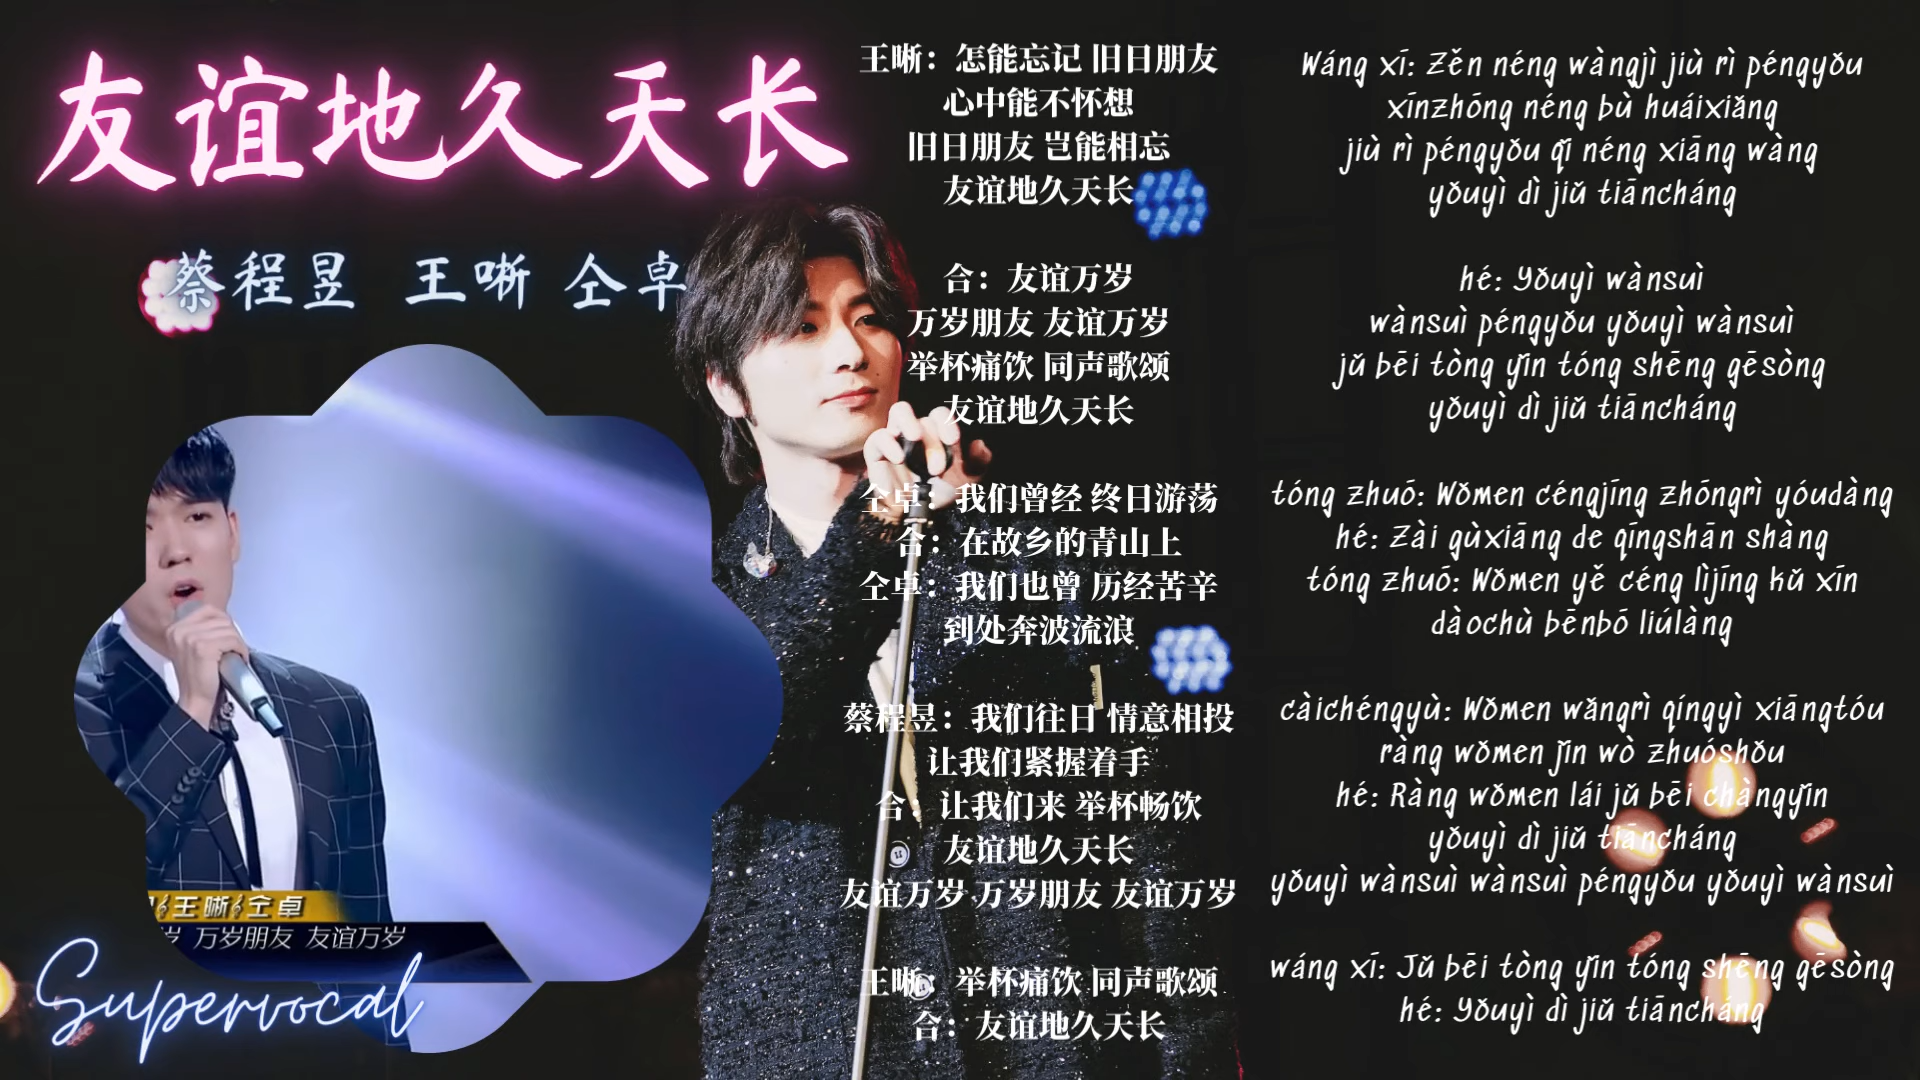 友谊地久天长
蔡程昱 王晰 仝卓
王晰 仝卓
岁 万岁朋友 友谊万岁
Supervocal
王晰：怎能忘记 旧日朋友
心中能不怀想
旧日朋友 岂能相忘
友谊地久天长
合：友谊万岁
万岁朋友 友谊万岁
举杯痛饮 同声歌颂
友谊地久天长
仝卓：我们曾经 终日游荡
合：在故乡的青山上
仝卓：我们也曾 历经苦辛
到处奔波流浪
蔡程昱：我们往日 情意相投
让我们紧握着手
合：让我们来 举杯畅饮
友谊地久天长
友谊万岁 万岁朋友 友谊万岁
王晰：举杯痛饮 同声歌颂
合：友谊地久天长
Wáng xī: Zěn néng wàngjì jiù rì péngyǒu
xīnzhōng néng bù huáixiǎng
jiù rì péngyǒu qǐ néng xiāng wàng
yǒuyì dì jiǔ tiāncháng
hé: Yǒuyì wànsuì
wànsuì péngyǒu yǒuyì wànsuì
jǔ bēi tòng yǐn tóng shēng gēsòng
yǒuyì dì jiǔ tiāncháng
tóng zhuō: Wǒmen céngjīng zhōngrì yóudàng
hé: Zài gùxiāng de qīngshān shàng
tóng zhuō: Wǒmen yě céng lìjīng kǔ xīn
dàochù bēnbō liúlàng
càichéngyù: Wǒmen wǎngrì qíngyì xiāngtóu
ràng wǒmen jǐn wò zhuóshǒu
hé: Ràng wǒmen lái jǔ bēi chàngyǐn
yǒuyì dì jiǔ tiāncháng
yǒuyì wànsuì wànsuì péngyǒu yǒuyì wànsuì
wáng xī: Jǔ bēi tòng yǐn tóng shēng gēsòng
hé: Yǒuyì dì jiǔ tiāncháng